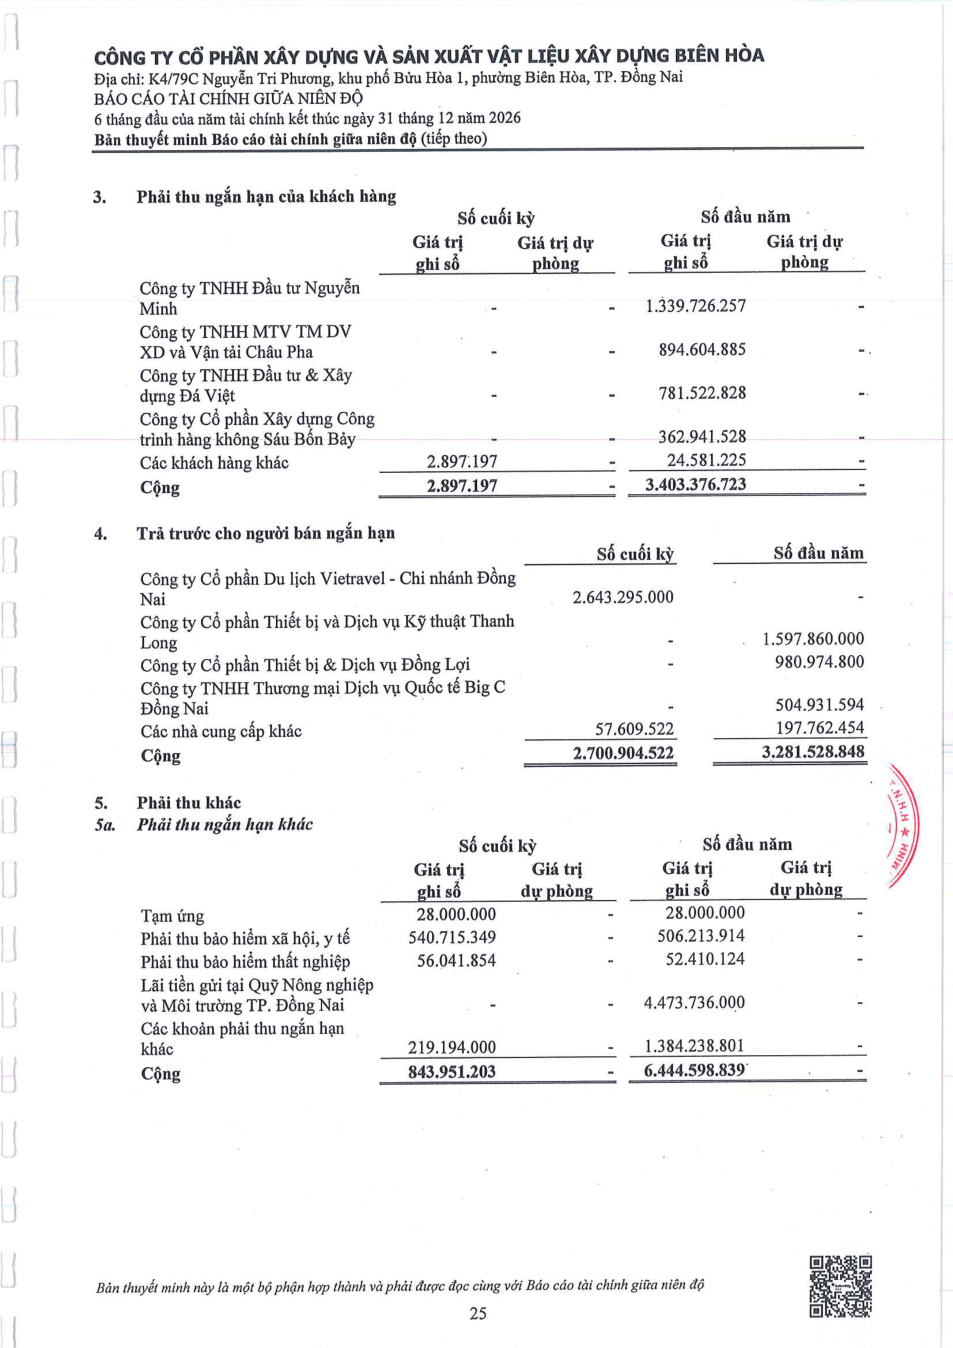 CÔNG TY CỔ PHẦN XÂY DỰNG VÀ SẢN XUẤT VẬT LIỆU XÂY DỰNG BIÊN HÒA
Địa chỉ: K4/79C Nguyễn Tri Phương, khu phố Bửu Hòa 1, phường Biên Hòa, TP. Đồng Nai
BÁO CÁO TÀI CHÍNH GIỮA NIÊN ĐỘ
6 tháng đầu của năm tài chính kết thúc ngày 31 tháng 12 năm 2026
Bản thuyết minh Báo cáo tài chính giữa niên độ (tiếp theo)
3. Phải thu ngắn hạn của khách hàng
Số cuối kỳ Số đầu năm
Giá trị Giá trị dự Giá trị Giá trị dự
ghi sổ phòng ghi sổ phòng
Công ty TNHH Đầu tư Nguyễn
Minh - - 1.339.726.257 -
Công ty TNHH MTV TM DV
XD và Vận tải Châu Pha - - 894.604.885 -
Công ty TNHH Đầu tư & Xây
dựng Đá Việt - - 781.522.828 -
Công ty Cổ phần Xây dựng Công
trình hàng không Sáu Bốn Bảy - - 362.941.528 -
Các khách hàng khác 2.897.197 - 24.581.225 -
Cộng 2.897.197 - 3.403.376.723 -
4. Trả trước cho người bán ngắn hạn
Số cuối kỳ Số đầu năm
Công ty Cổ phần Du lịch Vietravel - Chi nhánh Đồng
Nai 2.643.295.000 -
Công ty Cổ phần Thiết bị và Dịch vụ Kỹ thuật Thanh
Long - 1.597.860.000
Công ty Cổ phần Thiết bị & Dịch vụ Đồng Lợi - 980.974.800
Công ty TNHH Thương mại Dịch vụ Quốc tế Big C
Đồng Nai - 504.931.594
Các nhà cung cấp khác 57.609.522 197.762.454
Cộng 2.700.904.522 3.281.528.848
5. Phải thu khác
5a. Phải thu ngắn hạn khác
Số cuối kỳ Số đầu năm
Giá trị Giá trị Giá trị Giá trị
ghi sổ dự phòng ghi sổ dự phòng
Tạm ứng 28.000.000 - 28.000.000 -
Phải thu bảo hiểm xã hội, y tế 540.715.349 - 506.213.914 -
Phải thu bảo hiểm thất nghiệp 56.041.854 - 52.410.124 -
Lãi tiền gửi tại Quỹ Nông nghiệp
và Môi trường TP. Đồng Nai - - 4.473.736.000 -
Các khoản phải thu ngắn hạn
khác 219.194.000 - 1.384.238.801 -
Cộng 843.951.203 - 6.444.598.839 -
T.N.H.H ★
MINH
Bản thuyết minh này là một bộ phận hợp thành và phải được đọc cùng với Báo cáo tài chính giữa niên độ
25